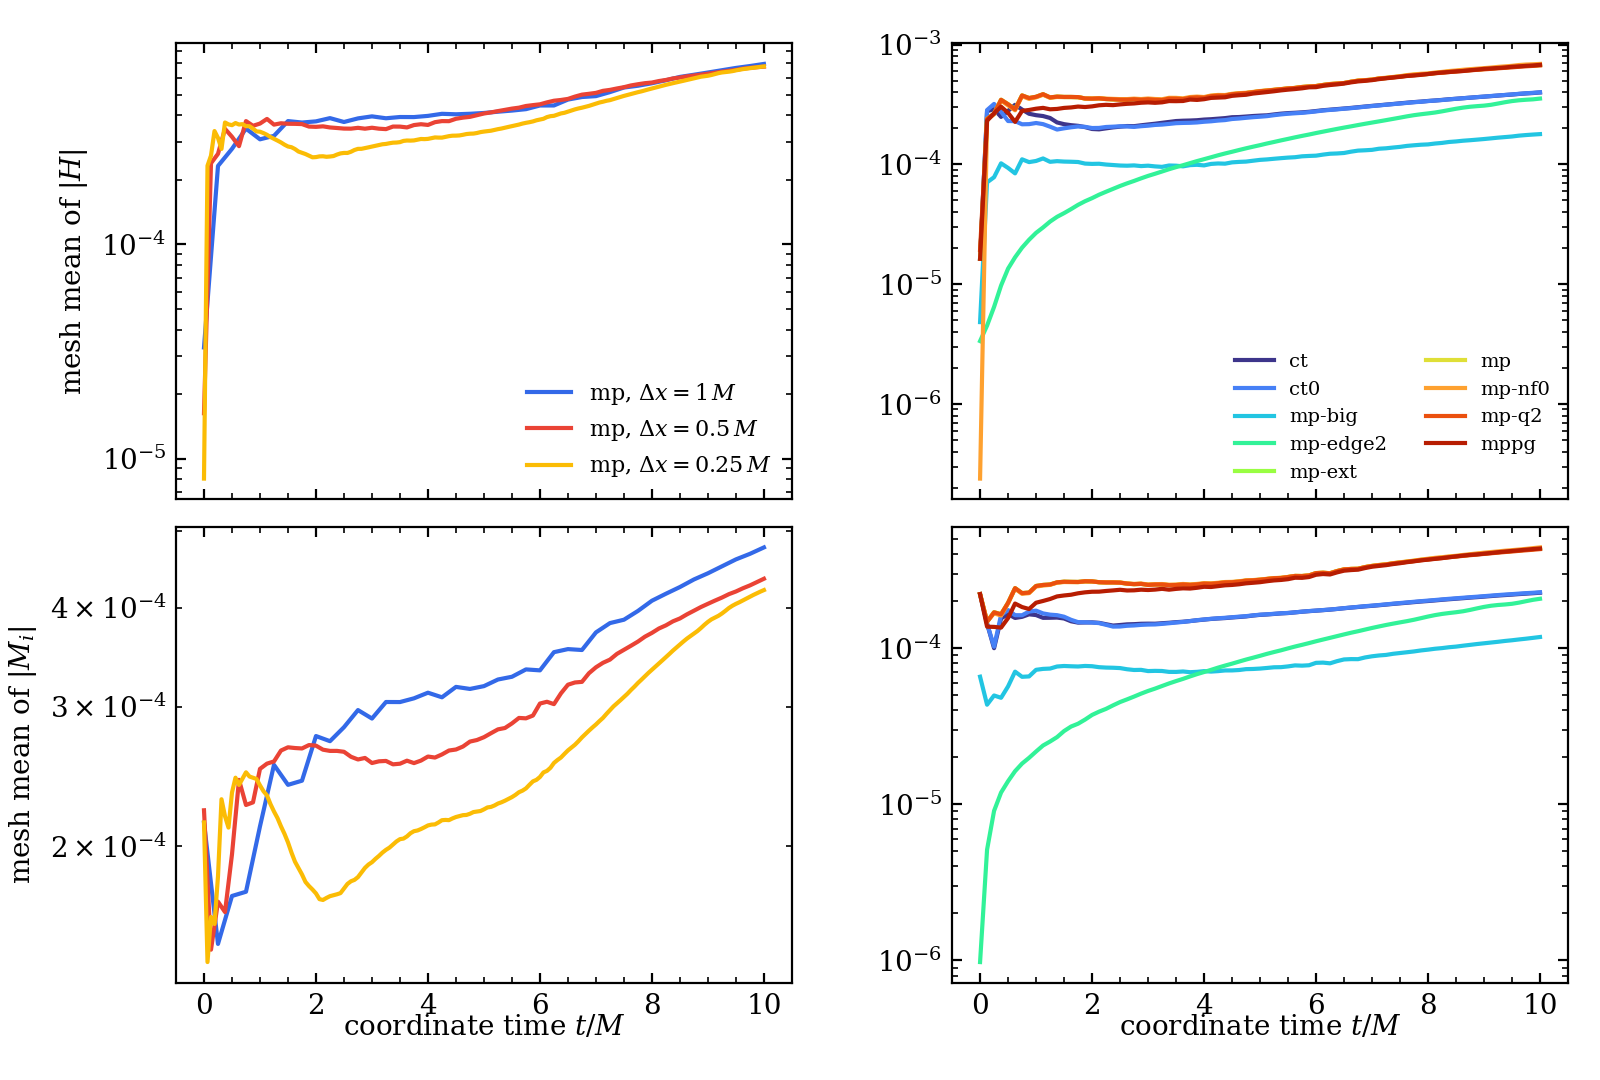 mesh mean of |H|
10⁻⁴
10⁻⁵
mp, Δx = 1 M
mp, Δx = 0.5 M
mp, Δx = 0.25 M
10⁻³
10⁻⁴
10⁻⁵
10⁻⁶
ct
ct0
mp-big
mp-edge2
mp-ext
mp
mp-nf0
mp-q2
mppg
mesh mean of |Mᵢ|
4 × 10⁻⁴
3 × 10⁻⁴
2 × 10⁻⁴
0 2 4 6 8 10
coordinate time t/M
10⁻⁴
10⁻⁵
10⁻⁶
0 2 4 6 8 10
coordinate time t/M